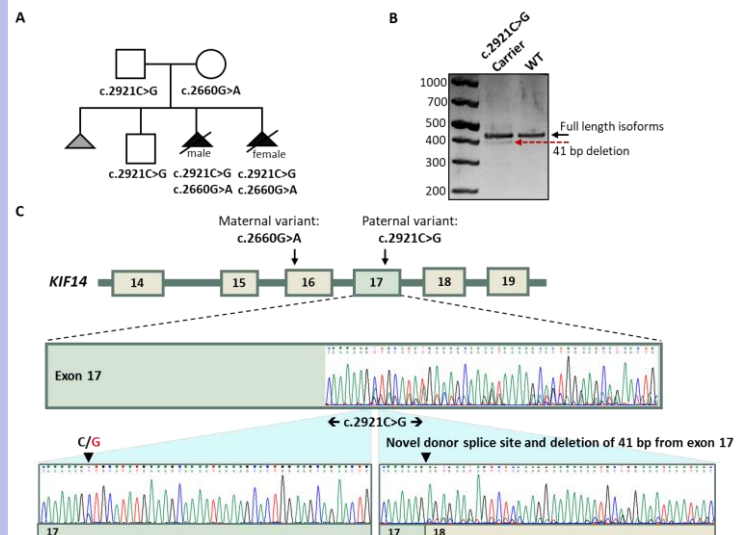 A
c.2921C>G
c.2660G>A
male
female
c.2921C>G
c.2921C>G
c.2921C>G
c.2660G>A
c.2660G>A
B
c.2921C>G
Carrier
WT
1000
700
500
400
300
200
Full length isoforms
41 bp deletion
C
Maternal variant:
c.2660G>A
Paternal variant:
c.2921C>G
KIF14
14
15
16
17
18
19
Exon 17
c.2921C>G
C/G
Novel donor splice site and deletion of 41 bp from exon 17
17
17
18